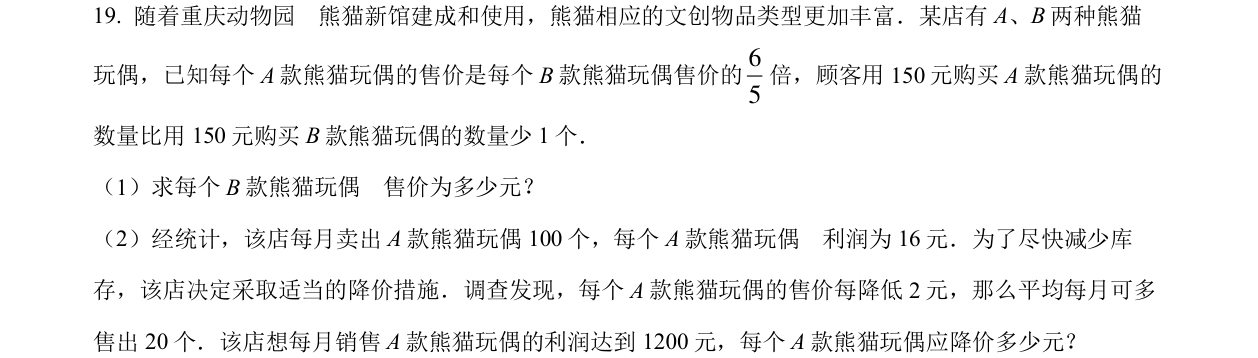 19. 随着重庆动物园 熊猫新馆建成和使用，熊猫相应的文创物品类型更加丰富．某店有 A、B 两种熊猫
玩偶，已知每个 A 款熊猫玩偶的售价是每个 B 款熊猫玩偶售价的 6/5 倍，顾客用 150 元购买 A 款熊猫玩偶的
数量比用 150 元购买 B 款熊猫玩偶的数量少 1 个．
（1）求每个 B 款熊猫玩偶 售价为多少元？
（2）经统计，该店每月卖出 A 款熊猫玩偶 100 个，每个 A 款熊猫玩偶 利润为 16 元．为了尽快减少库
存，该店决定采取适当的降价措施．调查发现，每个 A 款熊猫玩偶的售价每降低 2 元，那么平均每月可多
售出 20 个．该店想每月销售 A 款熊猫玩偶的利润达到 1200 元，每个 A 款熊猫玩偶应降价多少元？